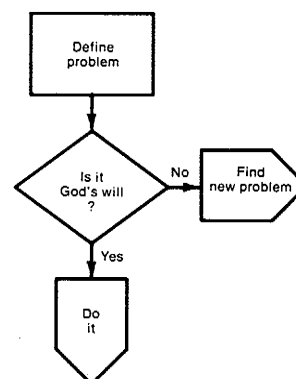 Define
problem
Is it
God's will
?
No
Find
new problem
Yes
Do
it